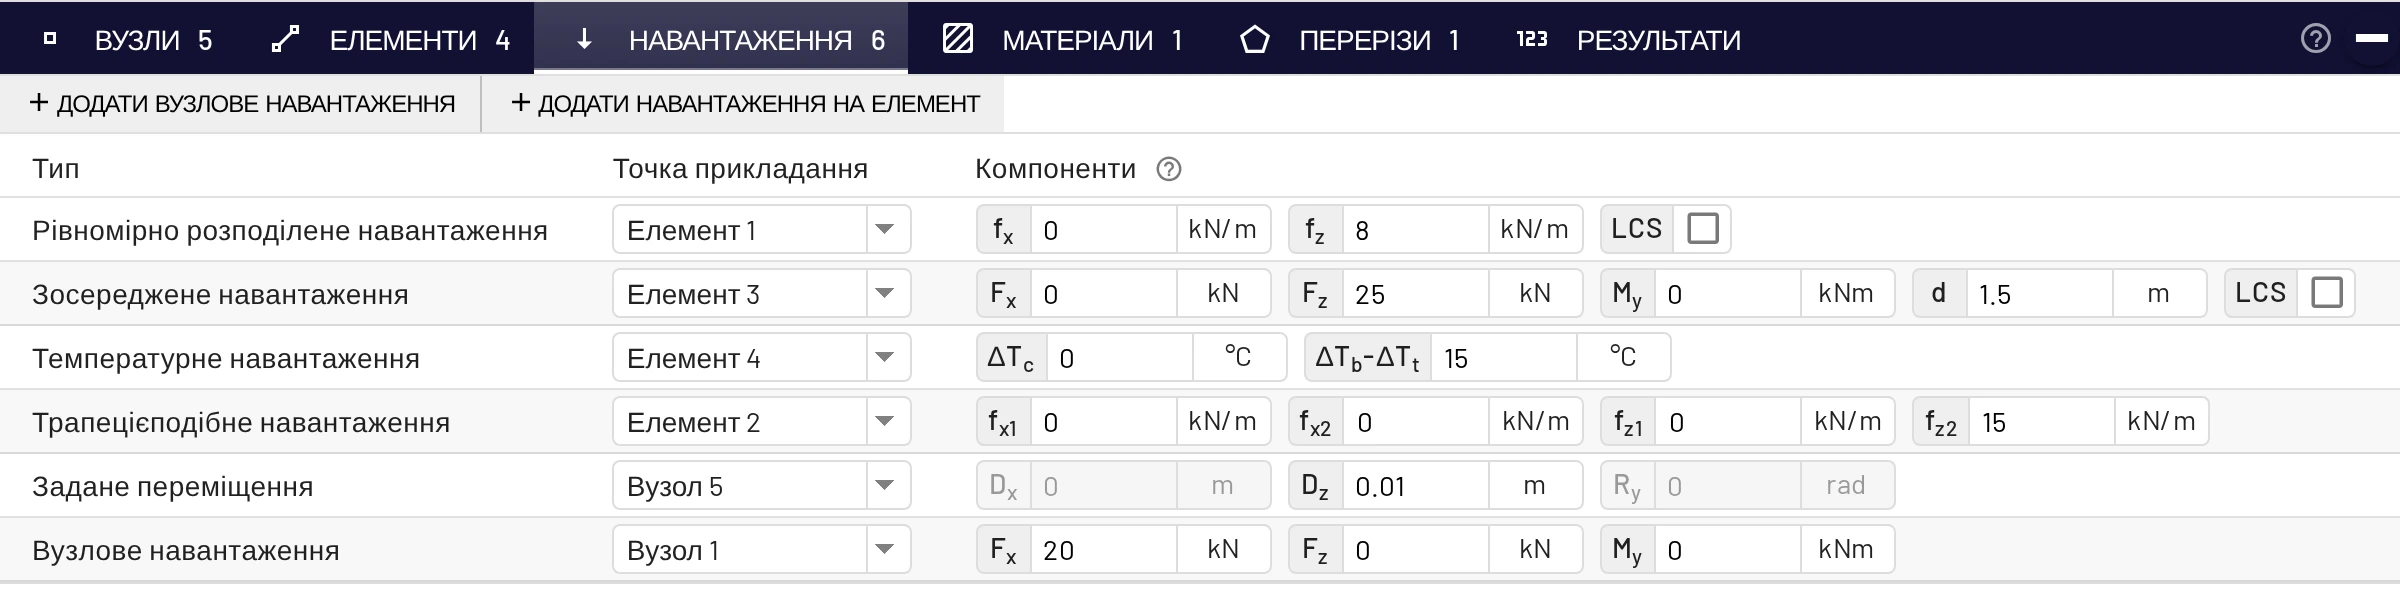 ВУЗЛИ 5 ЕЛЕМЕНТИ 4 НАВАНТАЖЕННЯ 6 МАТЕРІАЛИ 1 ПЕРЕРІЗИ 1 123 РЕЗУЛЬТАТИ ?
+ ДОДАТИ ВУЗЛОВЕ НАВАНТАЖЕННЯ + ДОДАТИ НАВАНТАЖЕННЯ НА ЕЛЕМЕНТ
Тип Точка прикладання Компоненти ?
Рівномірно розподілене навантаження Елемент 1 fx 0 kN/m fz 8 kN/m LCS
Зосереджене навантаження Елемент 3 Fx 0 kN Fz 25 kN My 0 kNm d 1.5 m LCS
Температурне навантаження Елемент 4 ΔTc 0 °C ΔTb-ΔTt 15 °C
Трапецієподібне навантаження Елемент 2 fx1 0 kN/m fx2 0 kN/m fz1 0 kN/m fz2 15 kN/m
Задане переміщення Вузол 5 Dx 0 m Dz 0.01 m Ry 0 rad
Вузлове навантаження Вузол 1 Fx 20 kN Fz 0 kN My 0 kNm